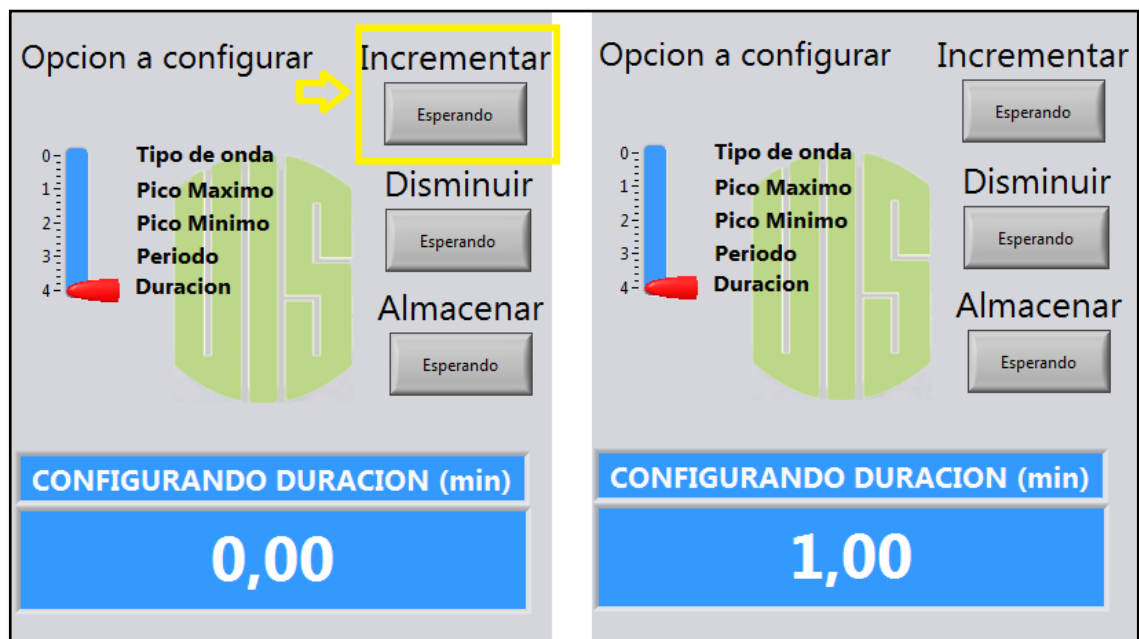 Opcion a configurar
Incrementar
Esperando
0
1
2
3
4
Tipo de onda
Pico Maximo
Pico Minimo
Periodo
Duracion
Disminuir
Esperando
Almacenar
Esperando
UIS
CONFIGURANDO DURACION (min)
0,00
Opcion a configurar
Incrementar
Esperando
0
1
2
3
4
Tipo de onda
Pico Maximo
Pico Minimo
Periodo
Duracion
Disminuir
Esperando
Almacenar
Esperando
UIS
CONFIGURANDO DURACION (min)
1,00